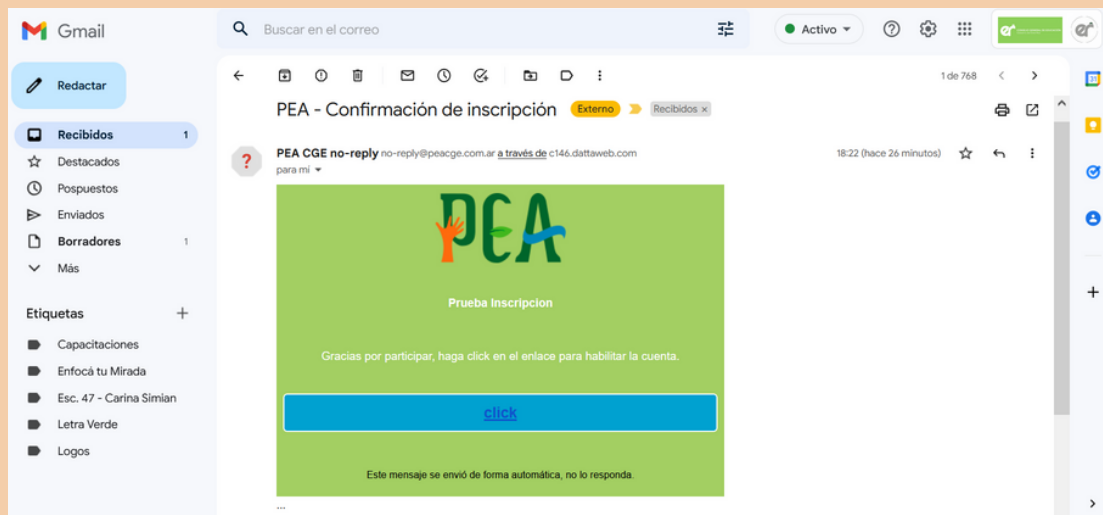 Gmail
Buscar en el correo
Activo
er
er
Redactar
1 de 768
PEA - Confirmación de inscripción Externo Recibidos ×
Recibidos 1
Destacados
Pospuestos
Enviados
Borradores 1
Más
PEA CGE no-reply no-reply@peacge.com.ar a través de c146.dattaweb.com
18:22 (hace 26 minutos)
para mí
31
PEA
Prueba Inscripcion
Gracias por participar, haga click en el enlace para habilitar la cuenta.
click
Este mensaje se envió de forma automática, no lo responda.
...
Etiquetas
Capacitaciones
Enfocá tu Mirada
Esc. 47 - Carina Simian
Letra Verde
Logos